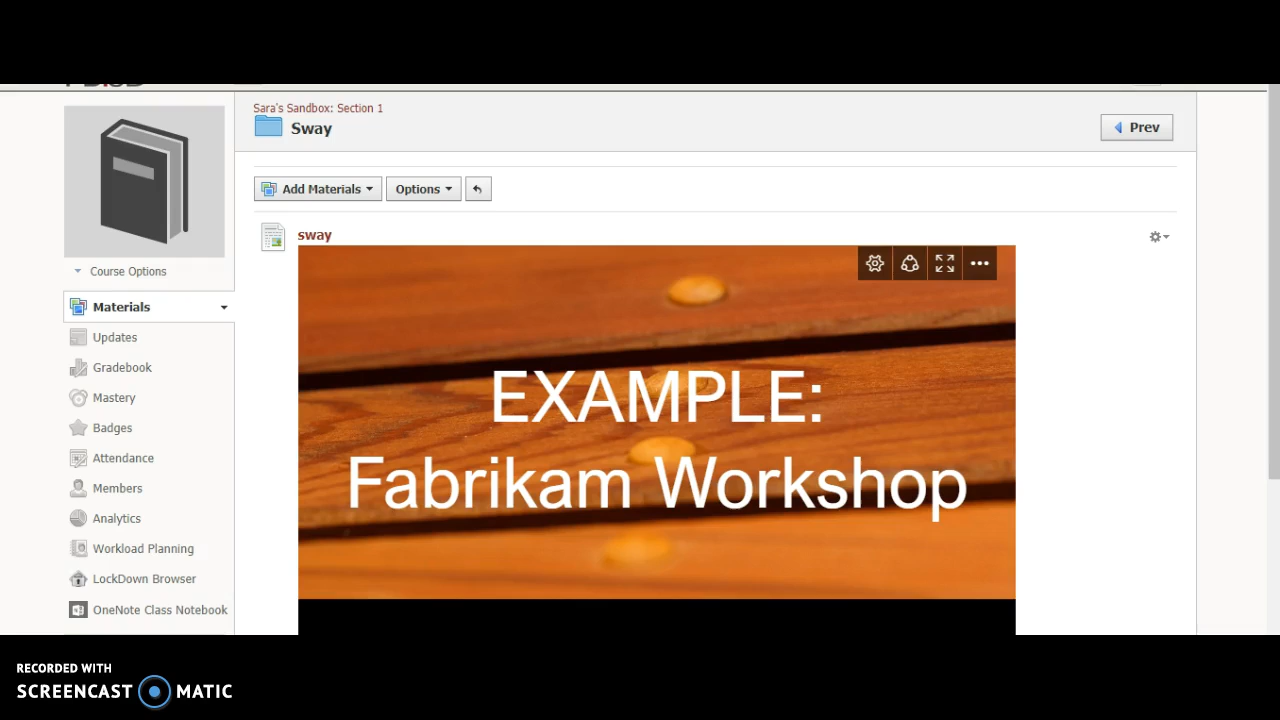 Sara's Sandbox: Section 1
Sway
Prev
Add Materials
Options
sway
Course Options
Materials
Updates
Gradebook
Mastery
Badges
Attendance
Members
Analytics
Workload Planning
LockDown Browser
OneNote Class Notebook
EXAMPLE:
Fabrikam Workshop
RECORDED WITH
SCREENCAST MATIC